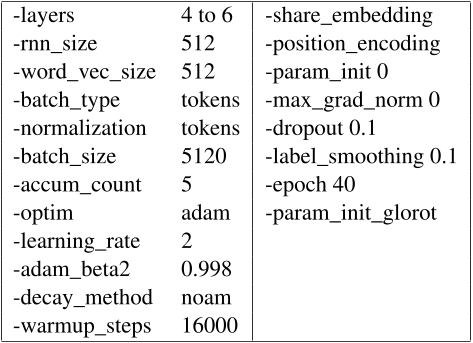 -layers 4 to 6
-rnn_size 512
-word_vec_size 512
-batch_type tokens
-normalization tokens
-batch_size 5120
-accum_count 5
-optim adam
-learning_rate 2
-adam_beta2 0.998
-decay_method noam
-warmup_steps 16000
-share_embedding
-position_encoding
-param_init 0
-max_grad_norm 0
-dropout 0.1
-label_smoothing 0.1
-epoch 40
-param_init_glorot